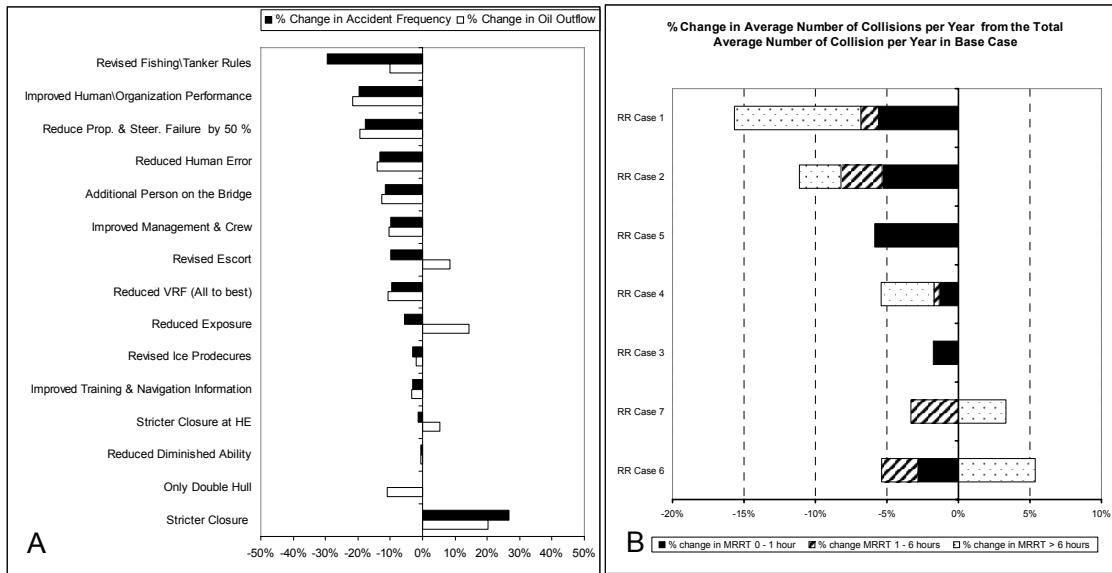 % Change in Accident Frequency % Change in Oil Outflow
Revised Fishing\Tanker Rules
Improved Human\Organization Performance
Reduce Prop. & Steer. Failure by 50 %
Reduced Human Error
Additional Person on the Bridge
Improved Management & Crew
Revised Escort
Reduced VRF (All to best)
Reduced Exposure
Revised Ice Prodecures
Improved Training & Navigation Information
Stricter Closure at HE
Reduced Diminished Ability
Only Double Hull
Stricter Closure
-50% -40% -30% -20% -10% 0% 10% 20% 30% 40% 50%
A
% Change in Average Number of Collisions per Year from the Total
Average Number of Collision per Year in Base Case
RR Case 1
RR Case 2
RR Case 5
RR Case 4
RR Case 3
RR Case 7
RR Case 6
-20% -15% -10% -5% 0% 5% 10%
B
% change in MRRT 0 - 1 hour % change MRRT 1 - 6 hours % change in MRRT > 6 hours